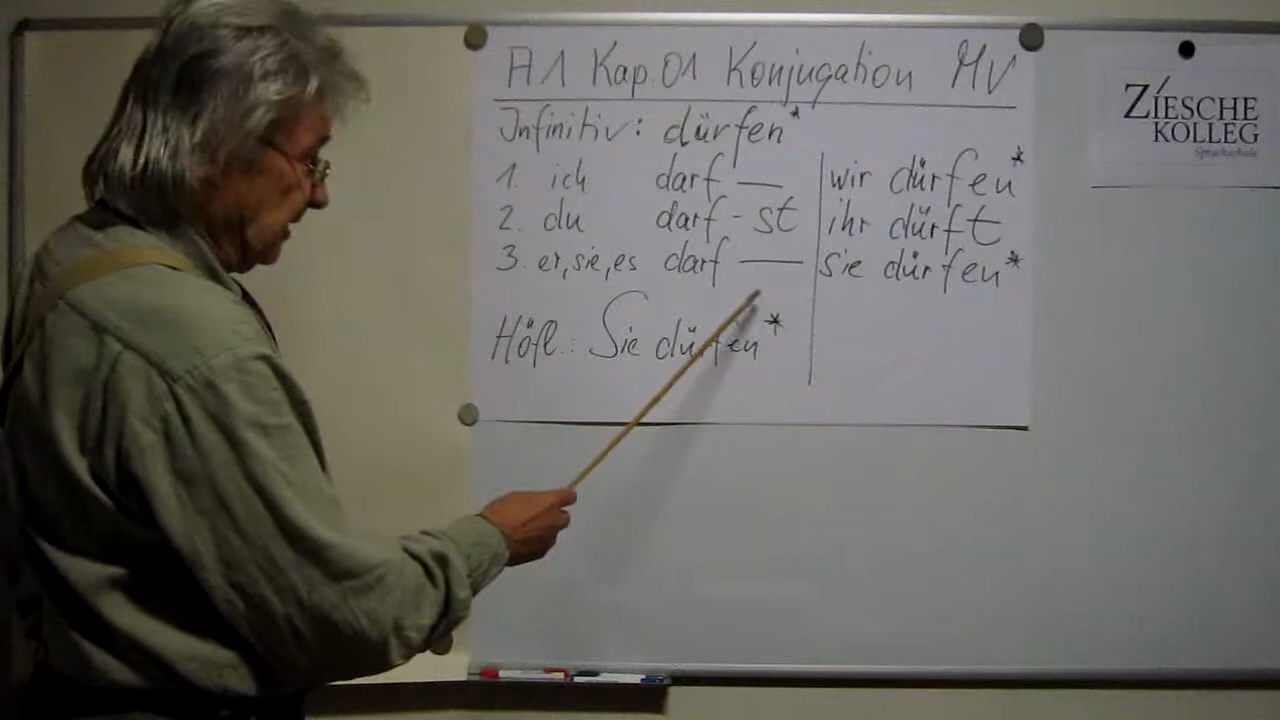 A1 Kap. 01 Konjugation MV
Infinitiv: dürfen*
1. ich darf — wir dürfen*
2. du darf - st ihr dürft
3. er, sie, es darf — sie dürfen*
Höfl.: Sie dürfen*
ZIESCHE
KOLLEG
Sprachschule